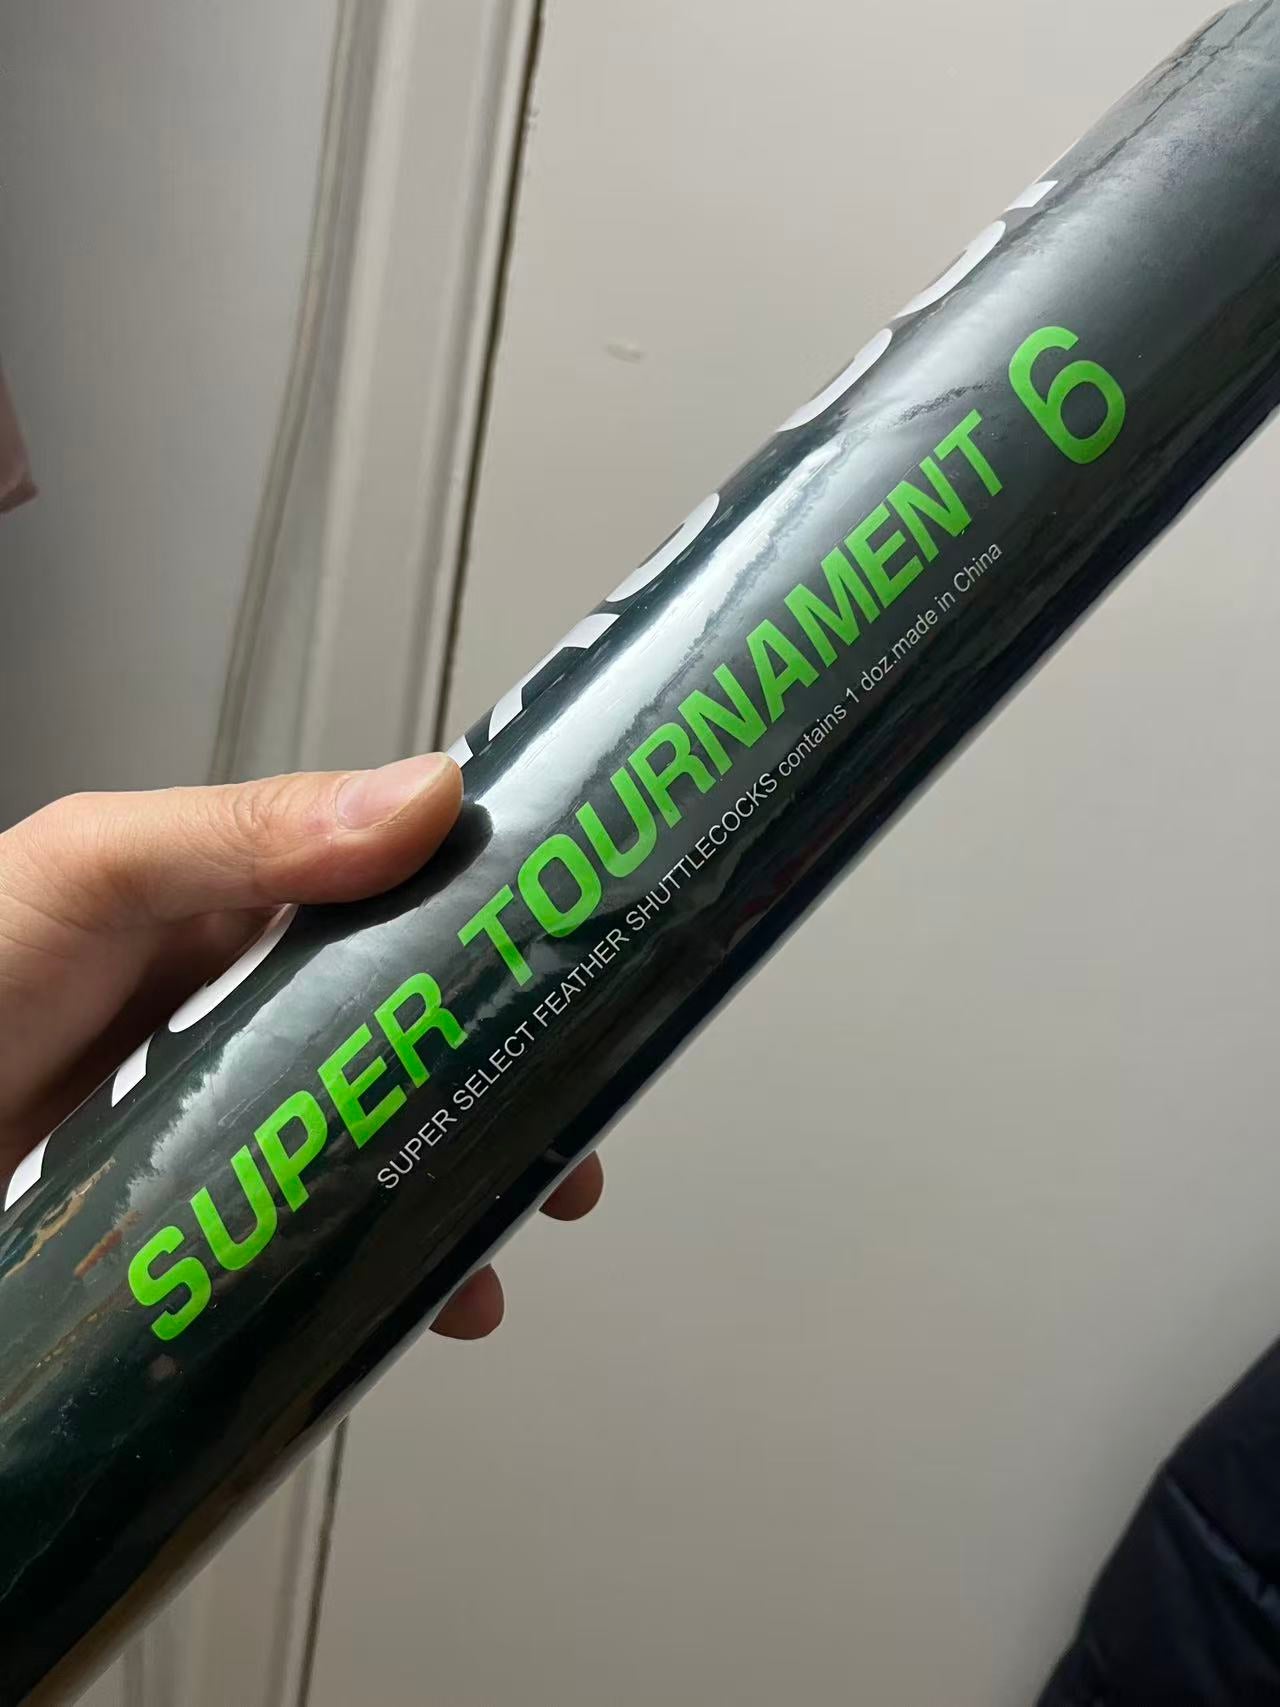 SUPER TOURNAMENT 6
SUPER SELECT FEATHER SHUTTLECOCKS contains 1 doz.made in China